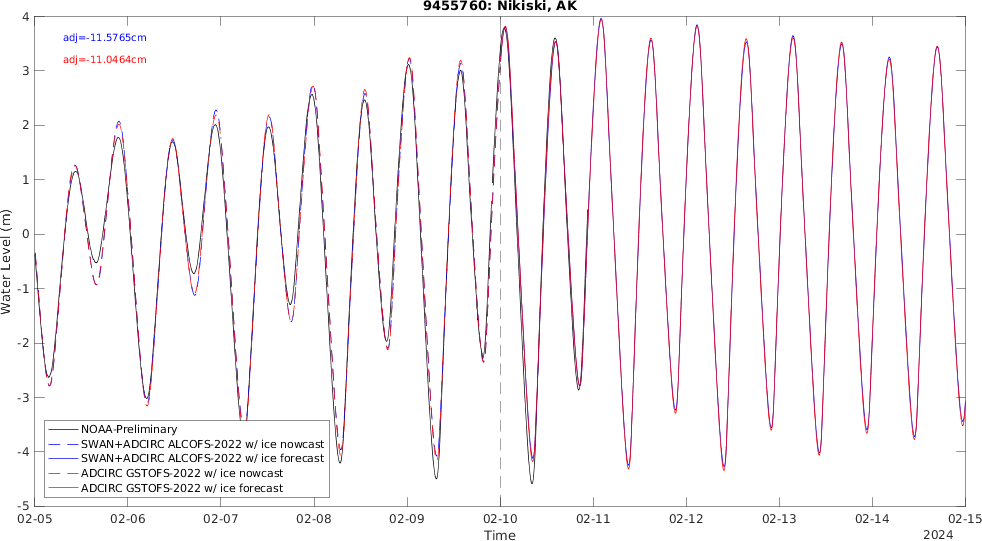 9455760: Nikiski, AK
adj=-11.5765cm
adj=-11.0464cm
4
3
2
1
0
-1
-2
-3
-4
-5
Water Level (m)
NOAA-Preliminary
SWAN+ADCIRC ALCOFS-2022 w/ ice nowcast
SWAN+ADCIRC ALCOFS-2022 w/ ice forecast
ADCIRC GSTOFS-2022 w/ ice nowcast
ADCIRC GSTOFS-2022 w/ ice forecast
02-05 02-06 02-07 02-08 02-09 02-10 02-11 02-12 02-13 02-14 02-15
Time
2024